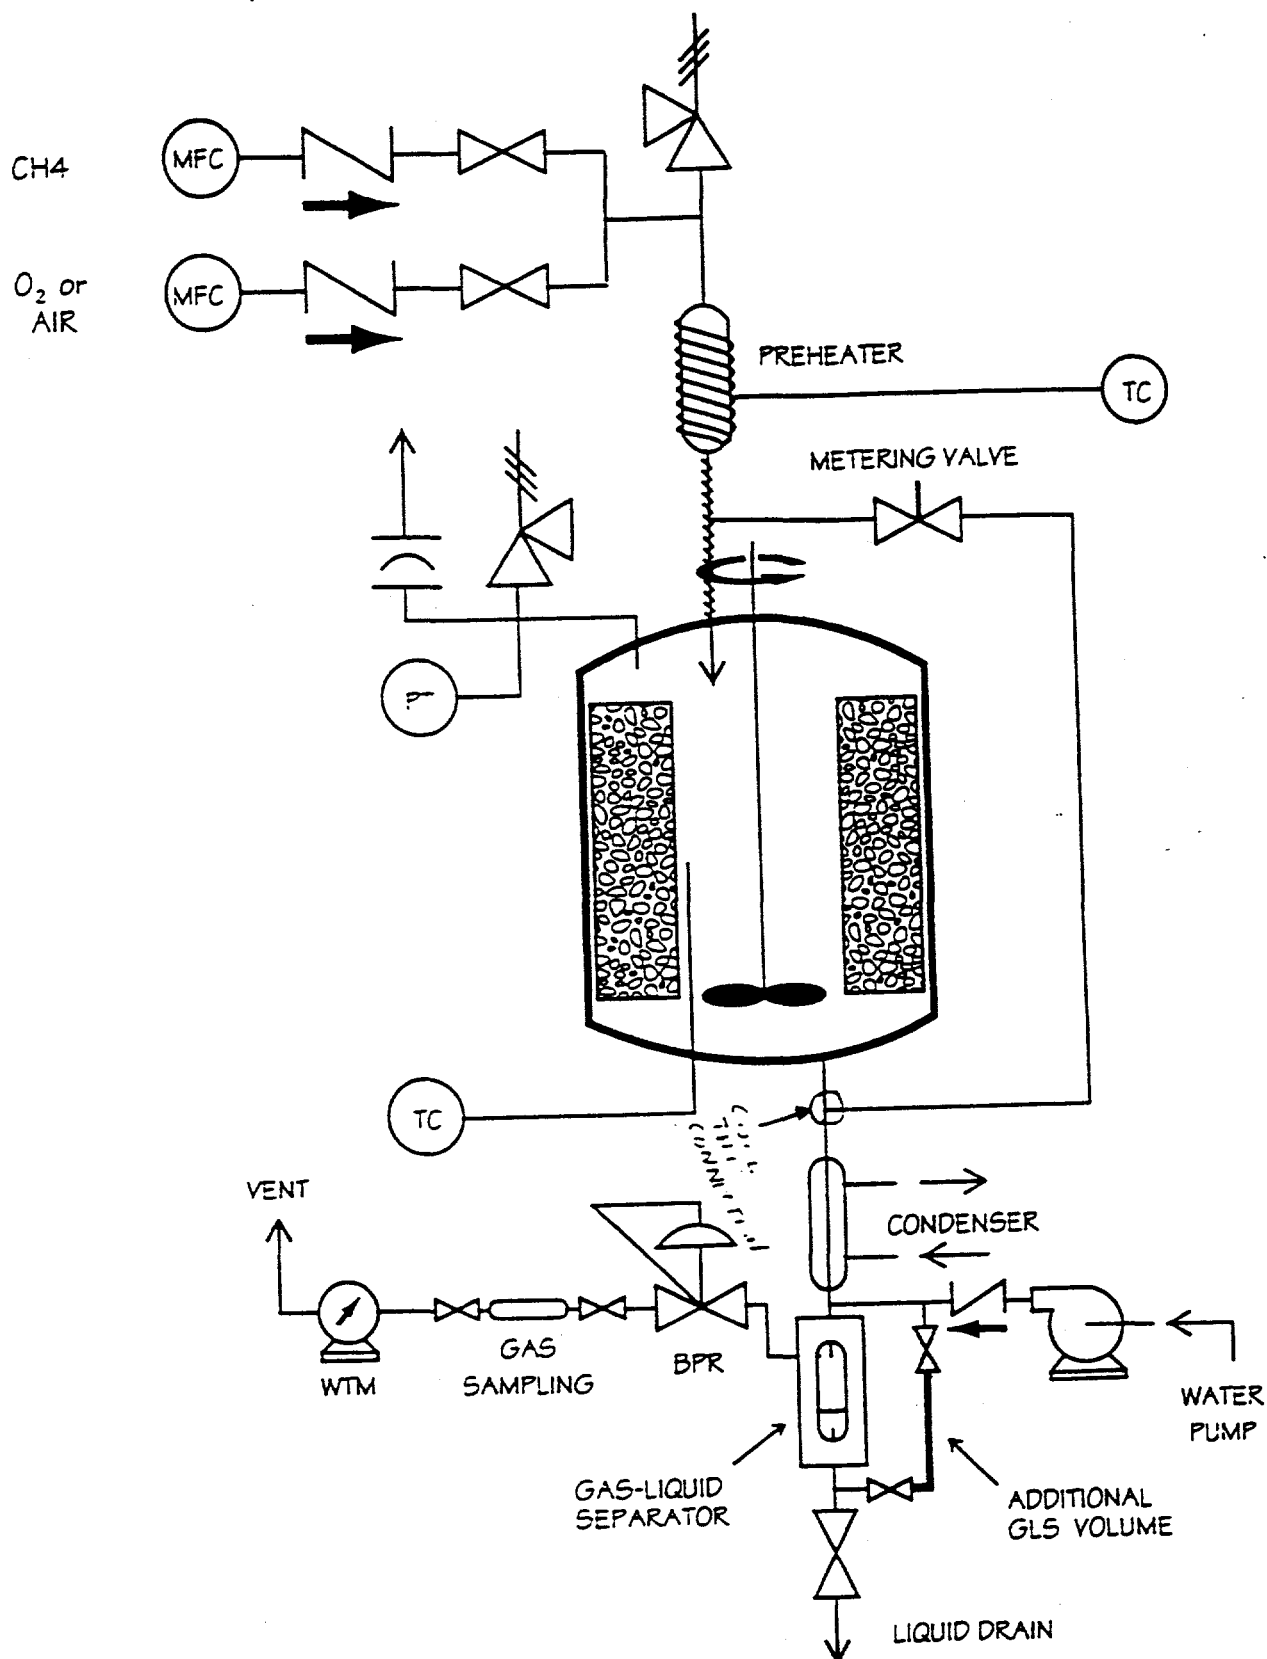 CH4
MFC
O₂ or
AIR
MFC
PREHEATER
TC
METERING VALVE
P
TC
VENT
CONDENSER
GAS
SAMPLING
WTM
BPR
WATER
PUMP
GAS-LIQUID
SEPARATOR
ADDITIONAL
GLS VOLUME
LIQUID DRAIN